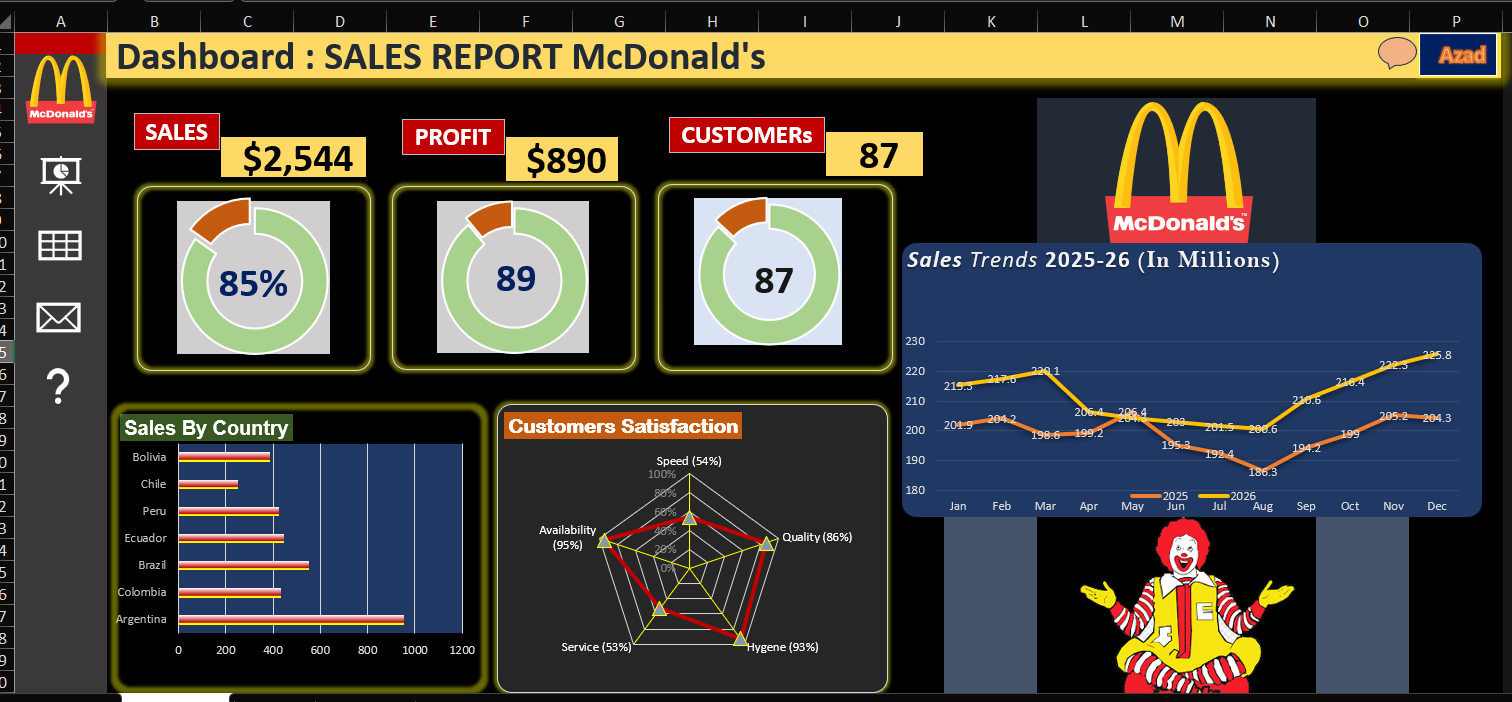 A B C D E F G H I J K L M N O P
Dashboard : SALES REPORT McDonald's
Azad
McDonald's
SALES
$2,544
PROFIT
$890
CUSTOMERs
87
85%
89
87
McDonald's™
Sales Trends 2025-26 (In Millions)
230
220
210
200
190
180
215.3 217.6 220.1 206.4 206.4 203 201.5 200.6 210.6 216.4 222.3 225.8
201.9 204.2 198.6 199.2 204.3 195.3 192.4 186.3 194.2 199 205.2 204.3
2025 2026
Jan Feb Mar Apr May Jun Jul Aug Sep Oct Nov Dec
Sales By Country
Bolivia
Chile
Peru
Ecuador
Brazil
Colombia
Argentina
0 200 400 600 800 1000 1200
Customers Satisfaction
Speed (54%)
100%
80%
60%
40%
20%
0%
Availability
(95%)
Quality (86%)
Service (53%)
Hygene (93%)
F E